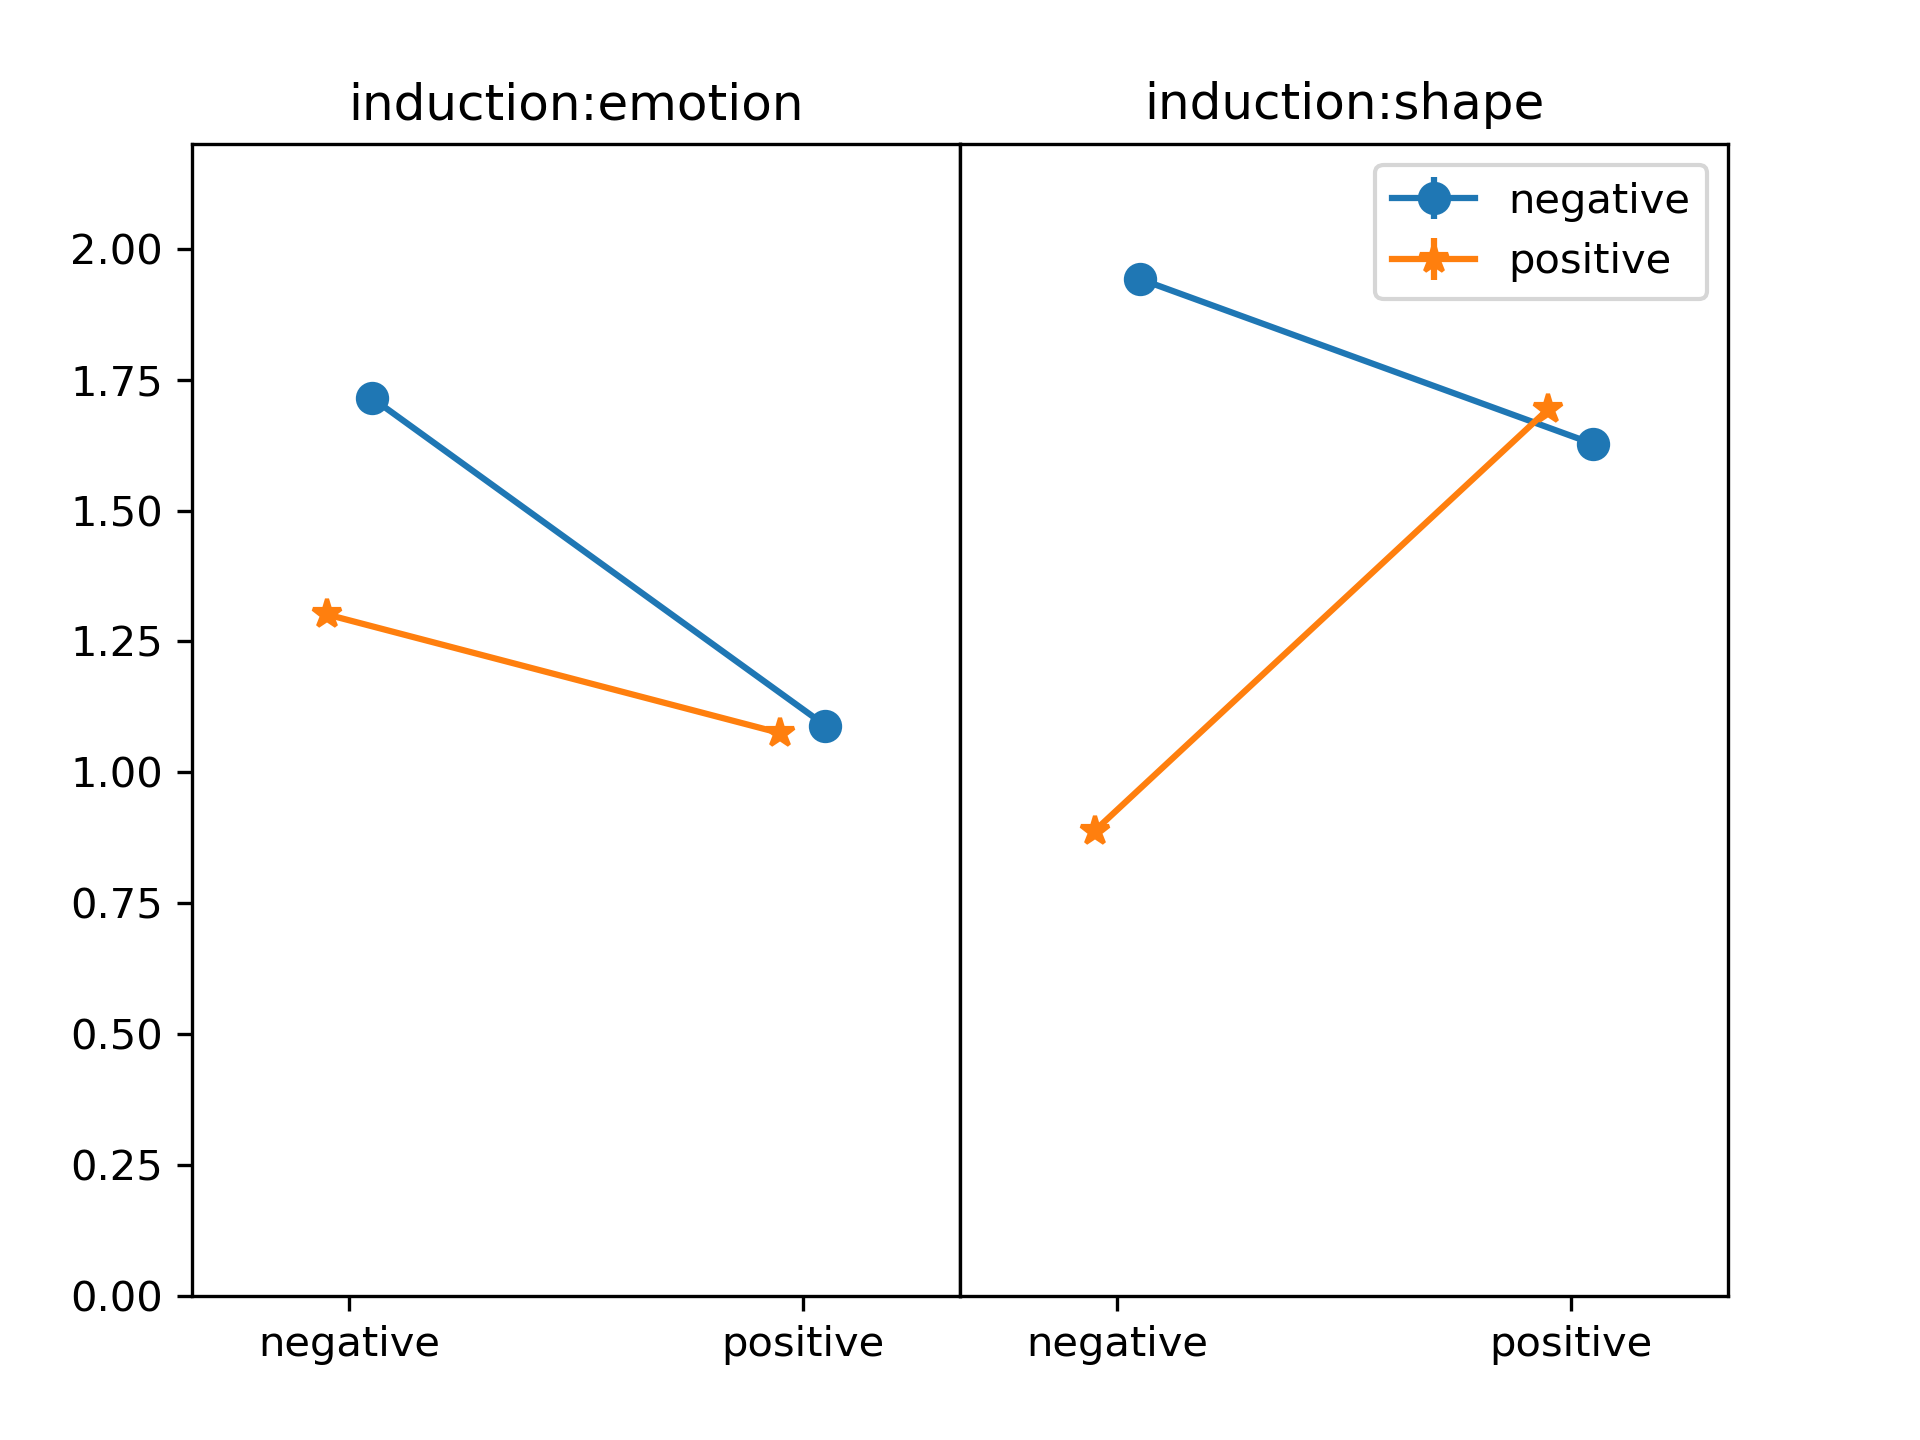 induction:emotion
induction:shape
negative
positive
2.00
1.75
1.50
1.25
1.00
0.75
0.50
0.25
0.00
negative
positive
negative
positive